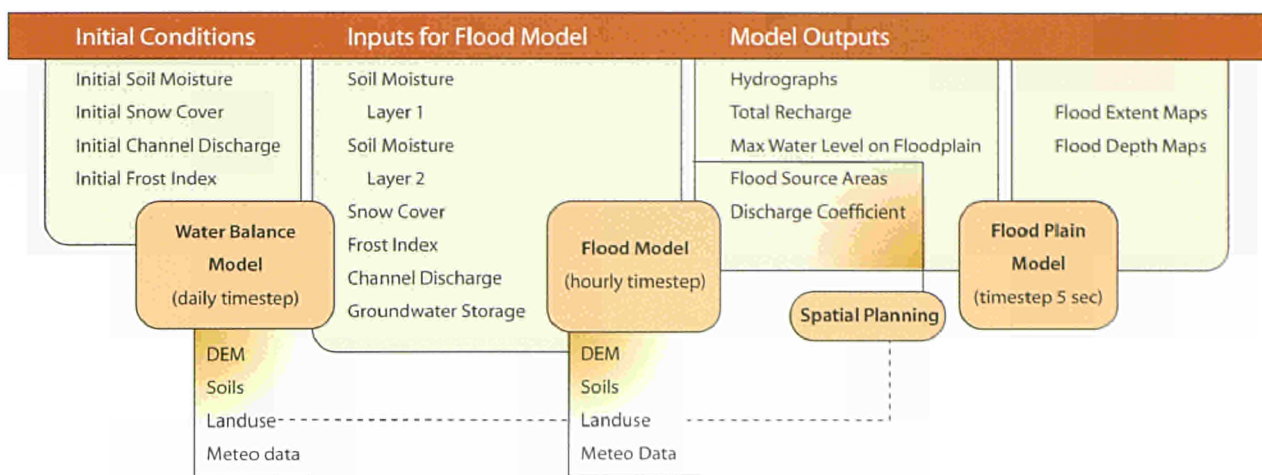 Initial Conditions
Inputs for Flood Model
Model Outputs
Initial Soil Moisture
Initial Snow Cover
Initial Channel Discharge
Initial Frost Index
Water Balance
Model
(daily timestep)
DEM
Soils
Landuse
Meteo data
Soil Moisture
Layer 1
Soil Moisture
Layer 2
Snow Cover
Frost Index
Channel Discharge
Groundwater Storage
Flood Model
(hourly timestep)
DEM
Soils
Landuse
Meteo Data
Hydrographs
Total Recharge
Max Water Level on Floodplain
Flood Source Areas
Discharge Coefficient
Spatial Planning
Flood Extent Maps
Flood Depth Maps
Flood Plain
Model
(timestep 5 sec)